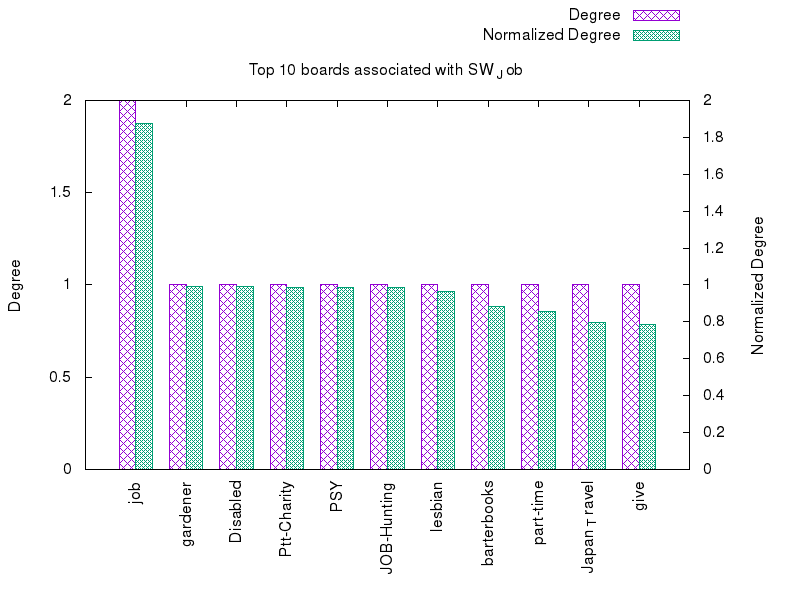 Degree
Normalized Degree
Top 10 boards associated with SW_Job
2 2
1.8
1.6
1.5
1.4
1.2
1 1
0.8
0.6
0.5
0.4
0.2
0 0
Degree
Normalized Degree
job
gardener
Disabled
Ptt-Charity
PSY
JOB-Hunting
lesbian
barterbooks
part-time
Japan_Travel
give